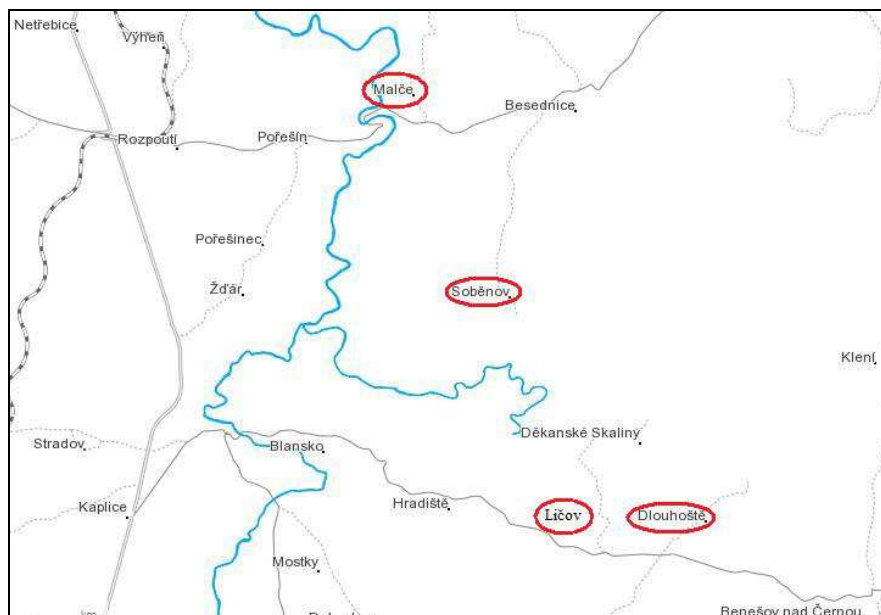 Netřebice
Výheň
Malče
Besednice
Rozpoutí
Pořešín
Pořešinec
Soběnov
Žďár
Klení
Stradov
Blansko
Děkanské Skaliny
Kaplice
Hradiště
Ličov
Dlouhoště
Mostky
Benešov nad Černou